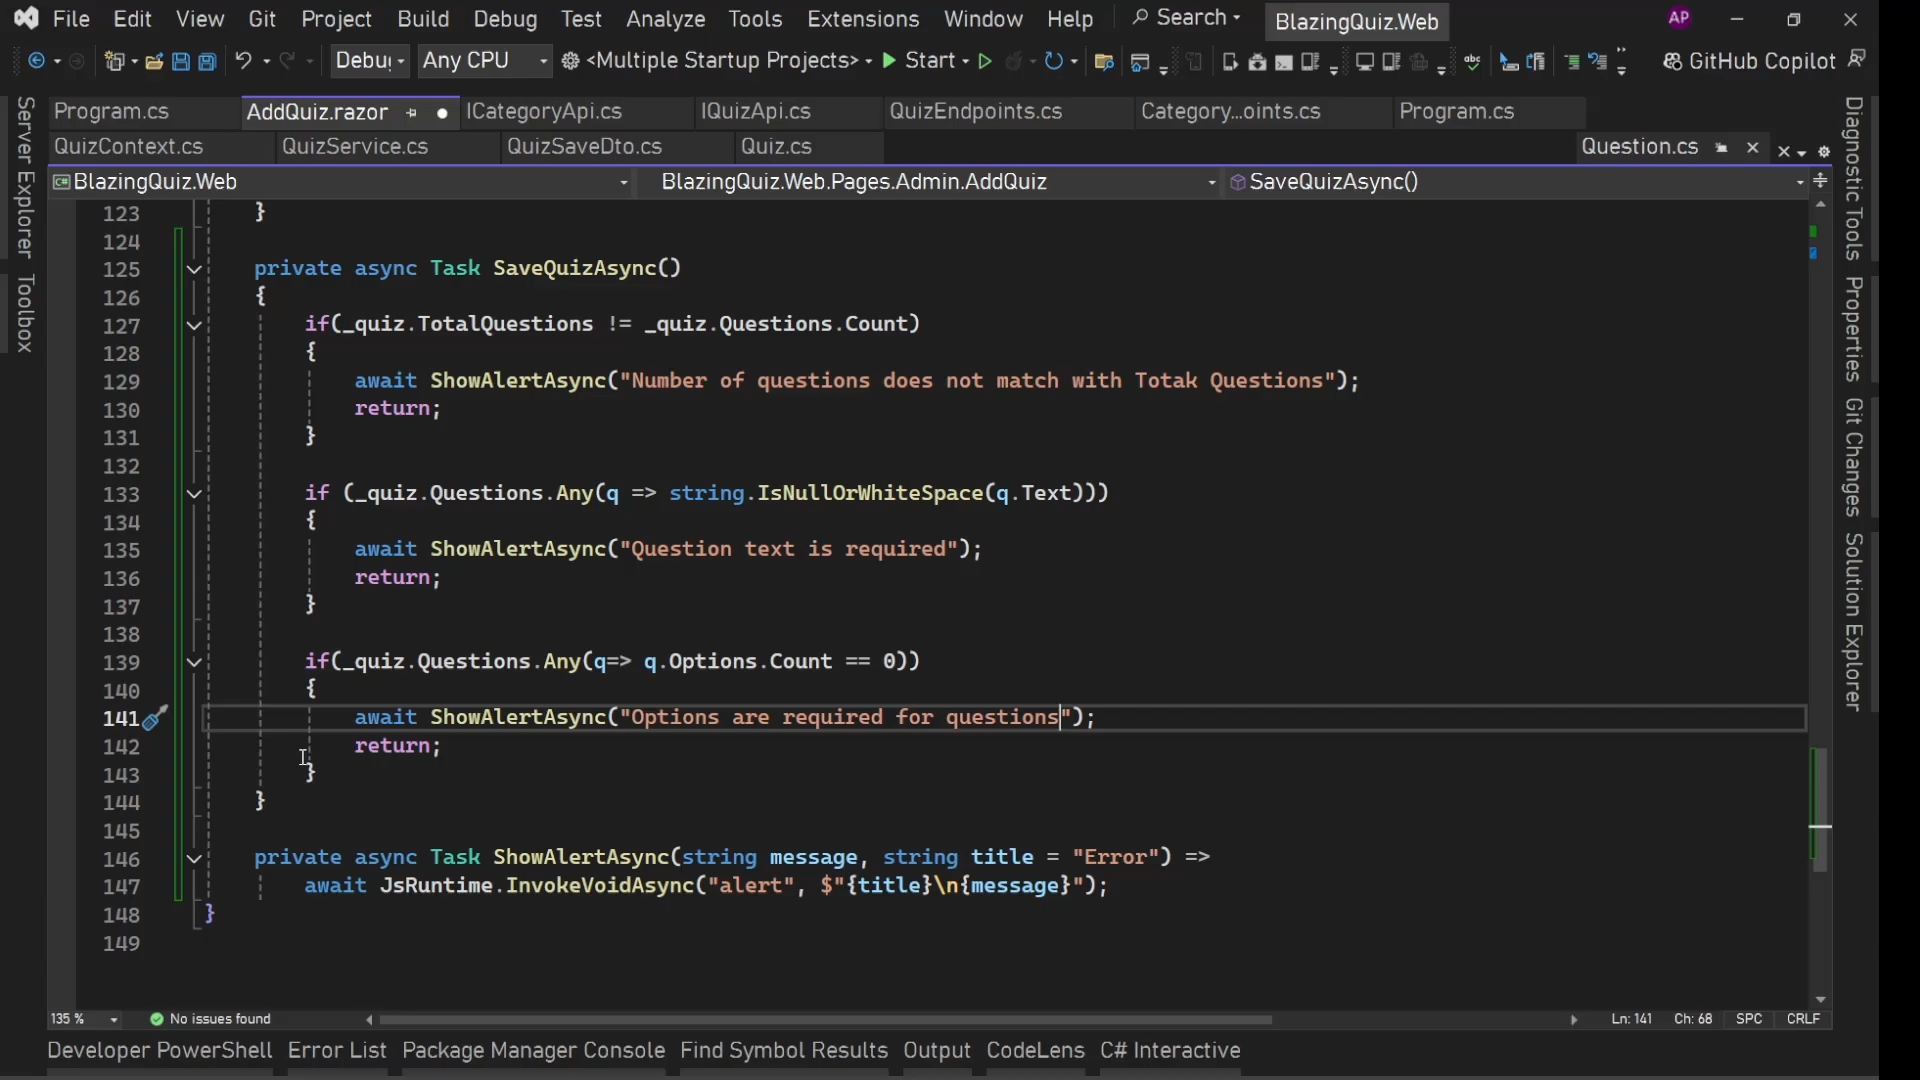 File Edit View Git Project Build Debug Test Analyze Tools Extensions Window Help Search BlazingQuiz.Web AP
Debug Any CPU <Multiple Startup Projects> Start GitHub Copilot
Program.cs AddQuiz.razor ICategoryApi.cs IQuizApi.cs QuizEndpoints.cs Category...oints.cs Program.cs
QuizContext.cs QuizService.cs QuizSaveDto.cs Quiz.cs Question.cs
BlazingQuiz.Web BlazingQuiz.Web.Pages.Admin.AddQuiz SaveQuizAsync()
Server Explorer
Toolbox
123 }
124
125 private async Task SaveQuizAsync()
126 {
127 if(_quiz.TotalQuestions != _quiz.Questions.Count)
128 {
129 await ShowAlertAsync("Number of questions does not match with Totak Questions");
130 return;
131 }
132
133 if (_quiz.Questions.Any(q => string.IsNullOrWhiteSpace(q.Text)))
134 {
135 await ShowAlertAsync("Question text is required");
136 return;
137 }
138
139 if(_quiz.Questions.Any(q=> q.Options.Count == 0))
140 {
141 await ShowAlertAsync("Options are required for questions");
142 return;
143 }
144 }
145
146 private async Task ShowAlertAsync(string message, string title = "Error") =>
147 await JsRuntime.InvokeVoidAsync("alert", $"{title}\n{message}");
148 }
149
Diagnostic Tools
Properties
Git Changes
Solution Explorer
135 % No issues found Ln: 141 Ch: 68 SPC CRLF
Developer PowerShell Error List Package Manager Console Find Symbol Results Output CodeLens C# Interactive